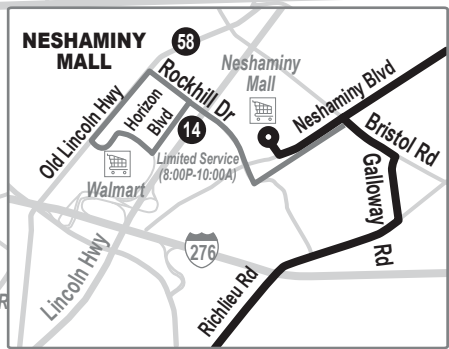 NESHAMINY
MALL
58
Neshaminy
Mall
Rockhill Dr
Neshaminy Blvd
Old Lincoln Hwy
Horizon
Blvd
14
Limited Service
(8:00P-10:00A)
Bristol Rd
Walmart
Galloway Rd
276
Lincoln Hwy
Richlieu Rd
R